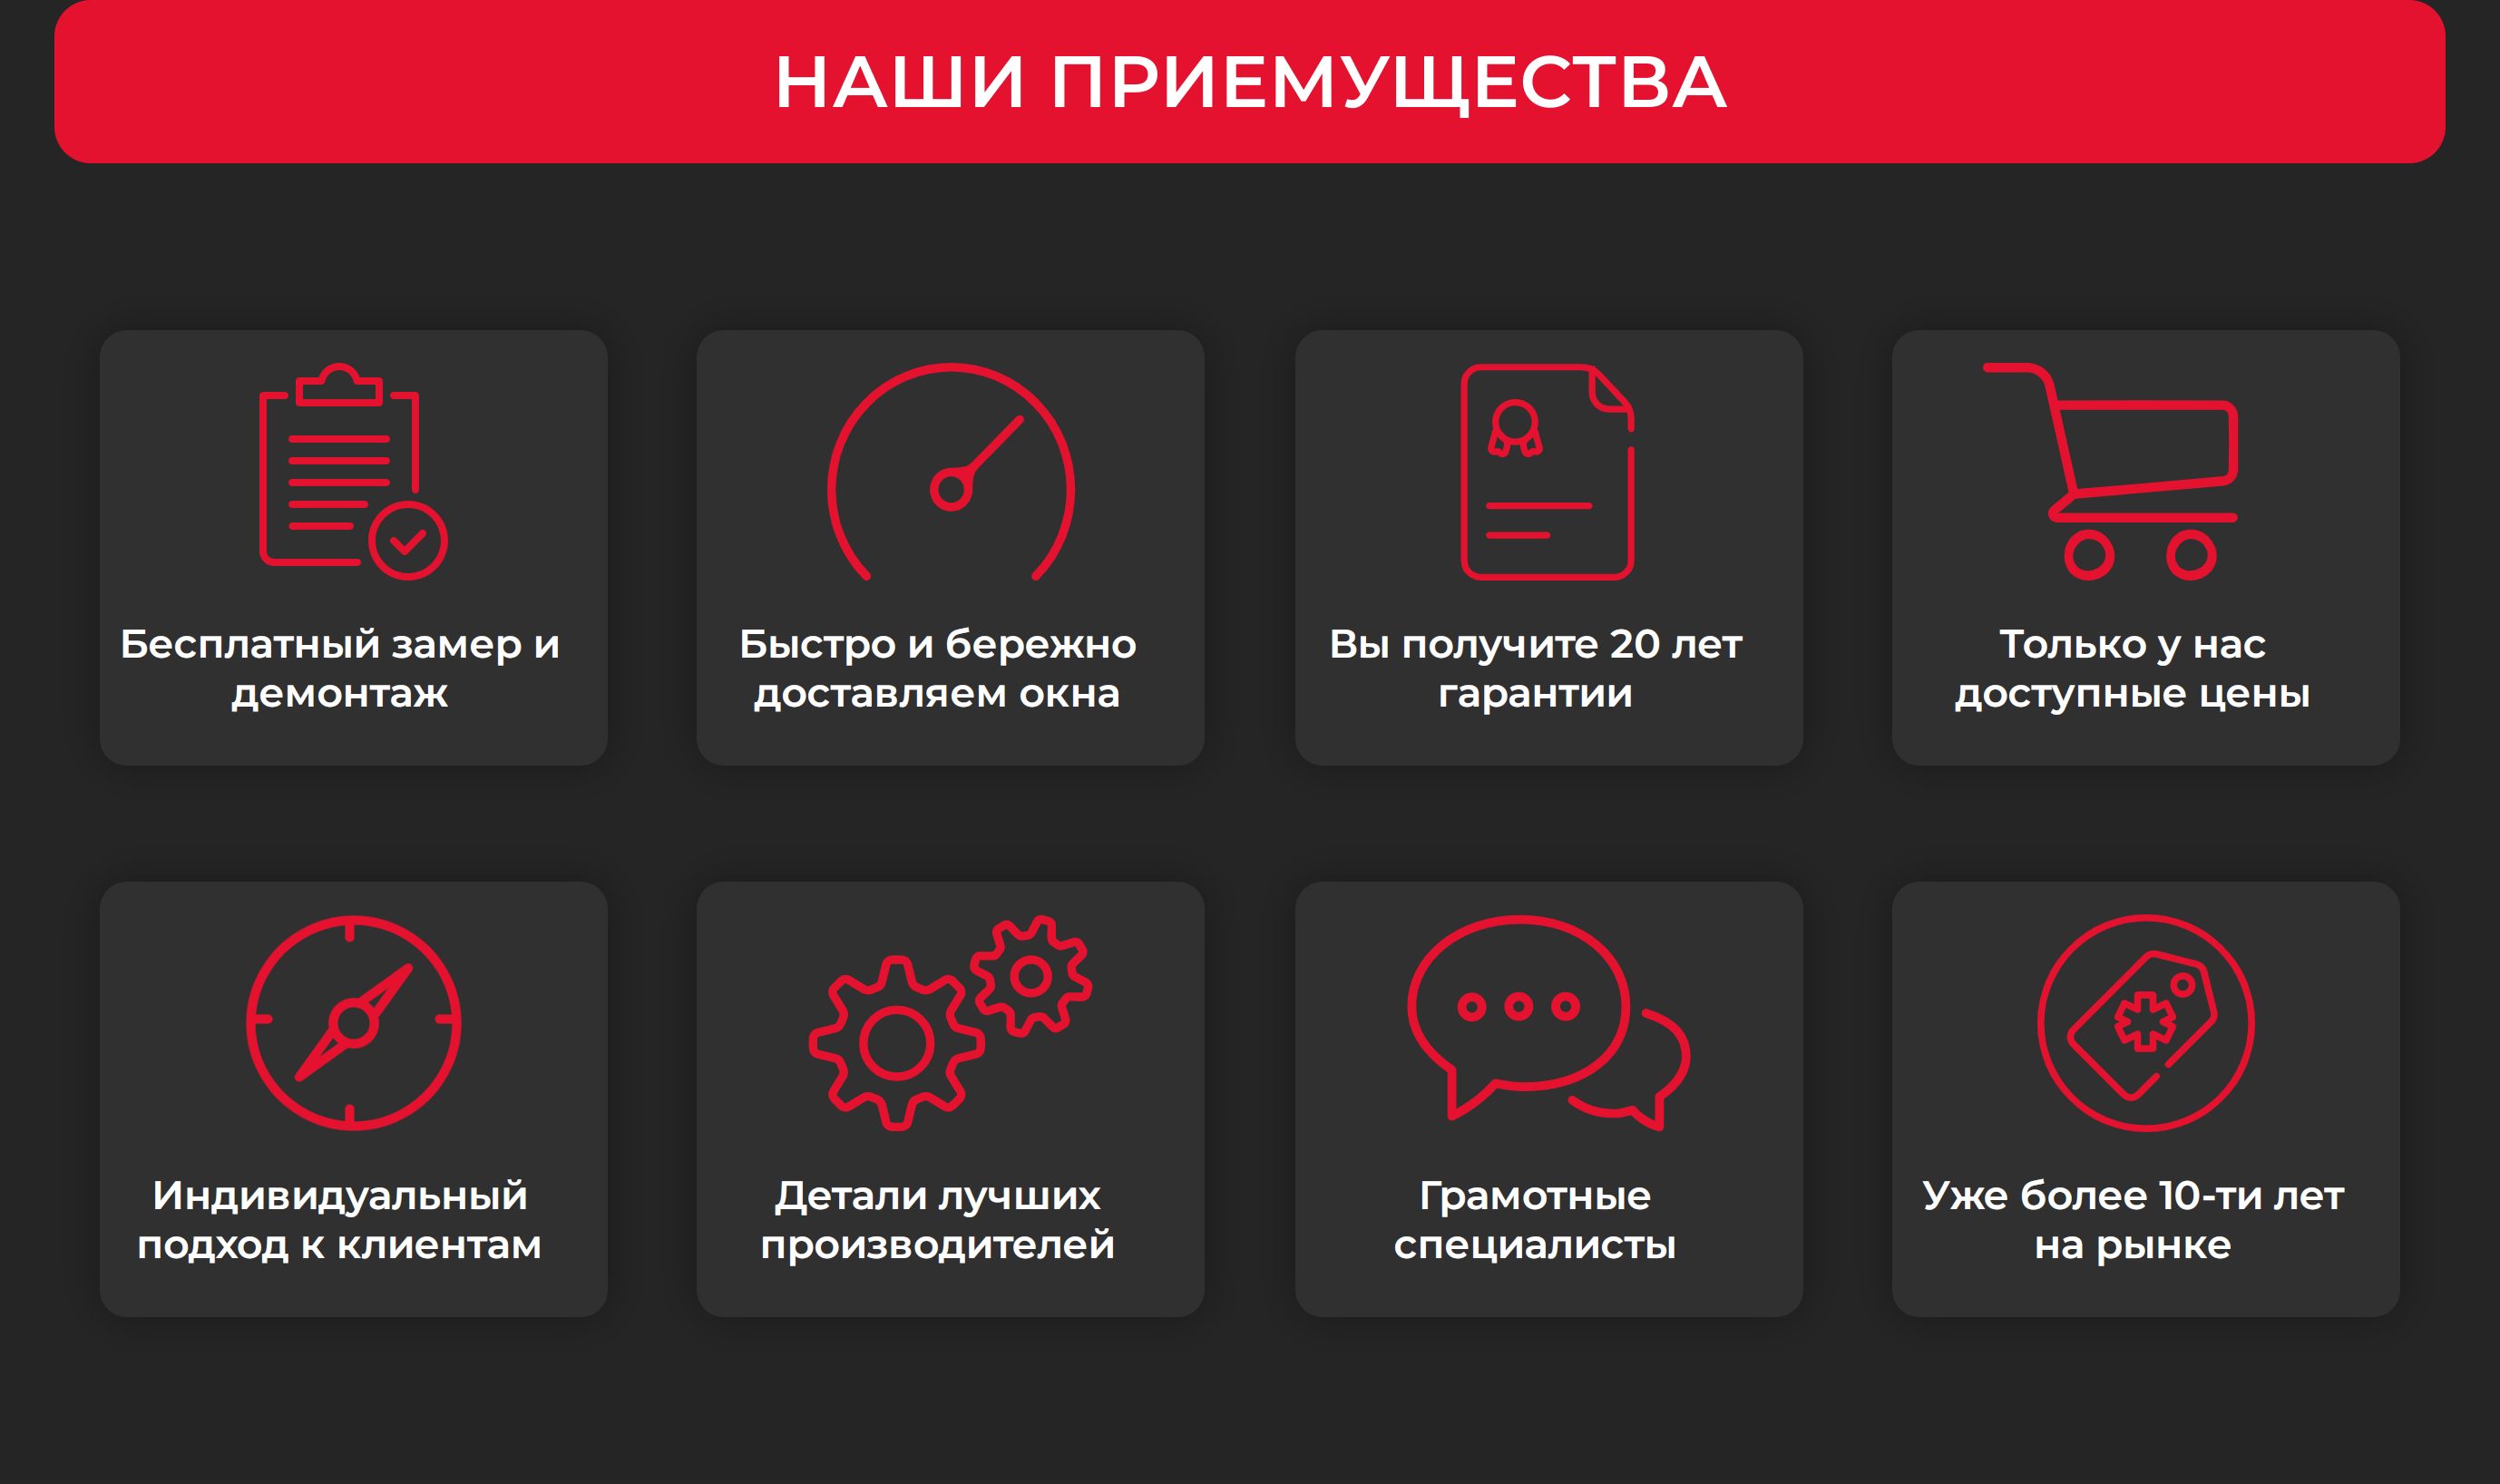 НАШИ ПРИЕМУЩЕСТВА
Бесплатный замер и
демонтаж
Быстро и бережно
доставляем окна
Вы получите 20 лет
гарантии
Только у нас
доступные цены
Индивидуальный
подход к клиентам
Детали лучших
производителей
Грамотные
специалисты
Уже более 10-ти лет
на рынке